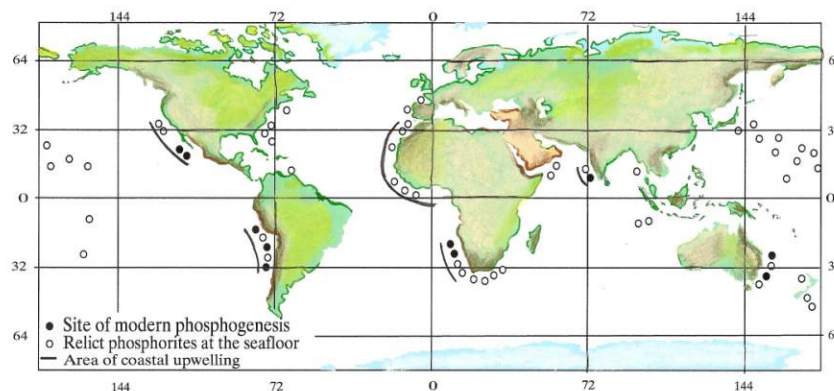 144 72 0 72 144
64 6
32 3
0 0
32 3
64 6
● Site of modern phosphogenesis
○ Relict phosphorites at the seafloor
— Area of coastal upwelling
144 72 0 72 144